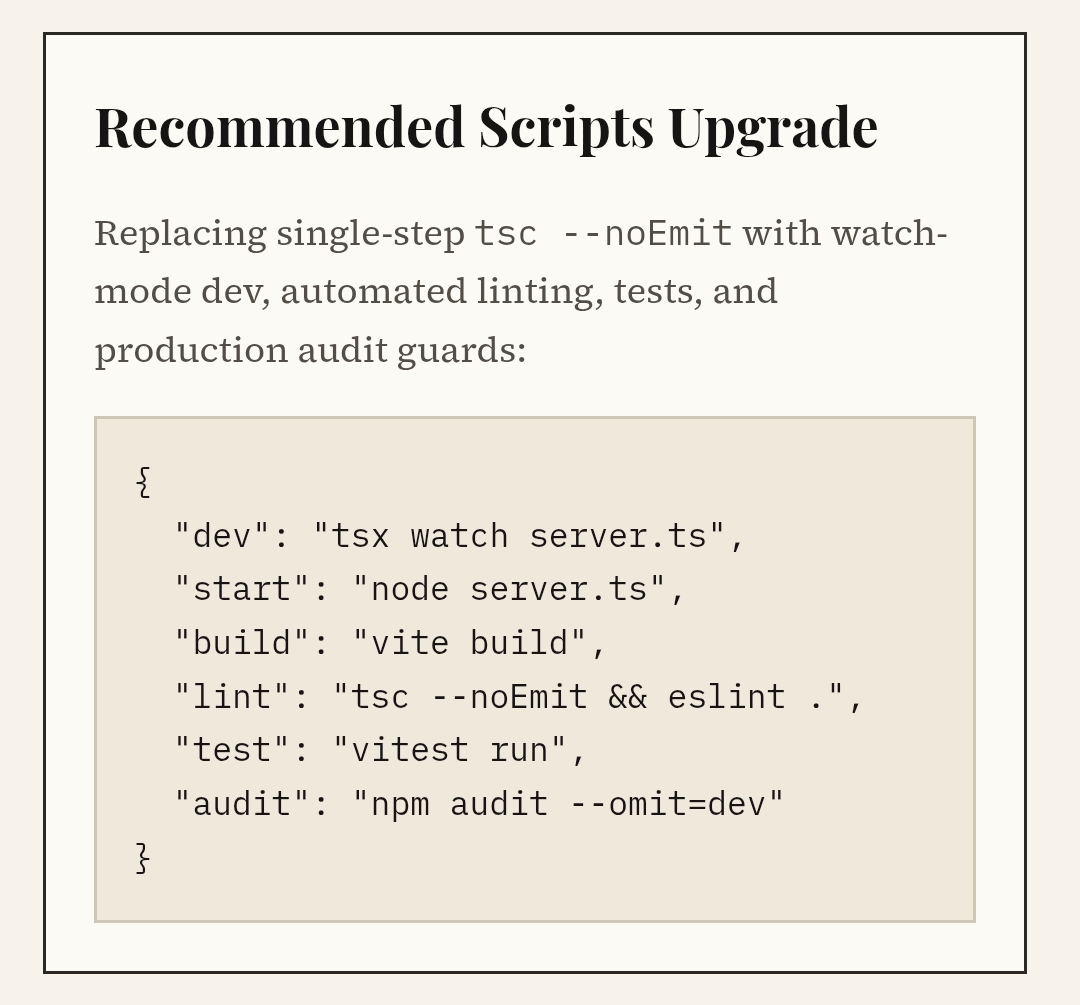 Recommended Scripts Upgrade
Replacing single-step tsc --noEmit with watch-
mode dev, automated linting, tests, and
production audit guards:
{
  "dev": "tsx watch server.ts",
  "start": "node server.ts",
  "build": "vite build",
  "lint": "tsc --noEmit && eslint .",
  "test": "vitest run",
  "audit": "npm audit --omit=dev"
}